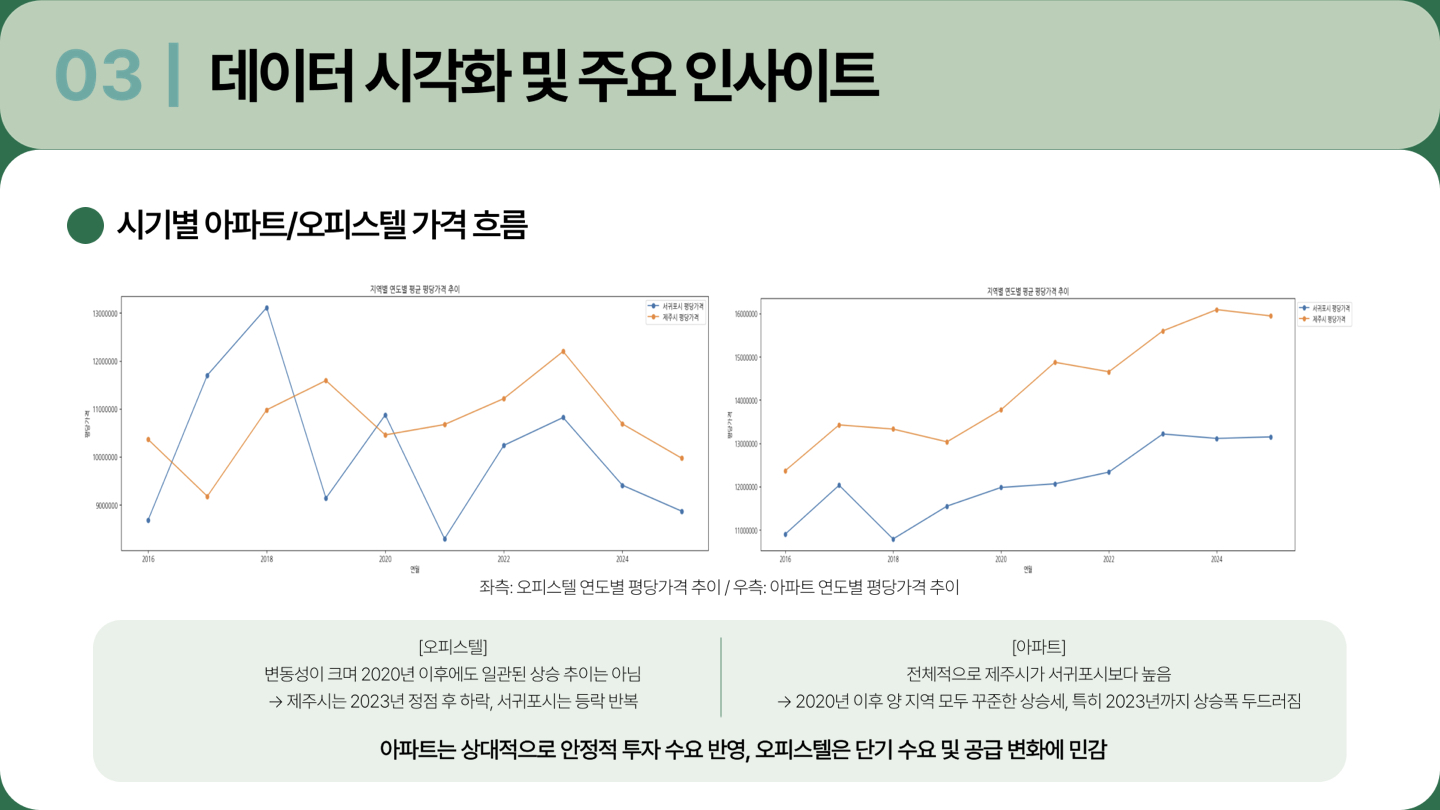 03 | 데이터 시각화 및 주요 인사이트
시기별 아파트/오피스텔 가격 흐름
지역별 연도별 평균 평당가격 추이
서귀포시 평당가격
제주시 평당가격
13000000
12000000
11000000
10000000
9000000
평당가격
2016 2018 2020 2022 2024
연월
지역별 연도별 평균 평당가격 추이
서귀포시 평당가격
제주시 평당가격
16000000
15000000
14000000
13000000
12000000
11000000
평당가격
2016 2018 2020 2022 2024
연월
좌측: 오피스텔 연도별 평당가격 추이 / 우측: 아파트 연도별 평당가격 추이
[오피스텔]
변동성이 크며 2020년 이후에도 일관된 상승 추이는 아님
→ 제주시는 2023년 정점 후 하락, 서귀포시는 등락 반복
[아파트]
전체적으로 제주시가 서귀포시보다 높음
→ 2020년 이후 양 지역 모두 꾸준한 상승세, 특히 2023년까지 상승폭 두드러짐
아파트는 상대적으로 안정적 투자 수요 반영, 오피스텔은 단기 수요 및 공급 변화에 민감